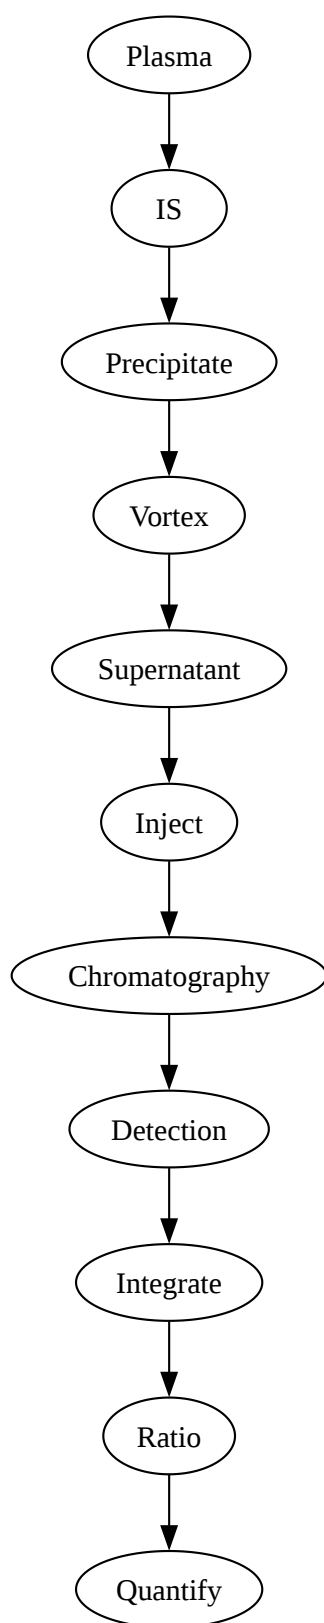 Plasma
IS
Precipitate
Vortex
Supernatant
Inject
Chromatography
Detection
Integrate
Ratio
Quantify